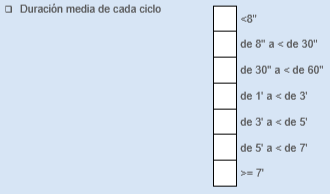 Duración media de cada ciclo
<8"
de 8" a < de 30"
de 30" a < de 60"
de 1' a < de 3'
de 3' a < de 5'
de 5' a < de 7'
>= 7'